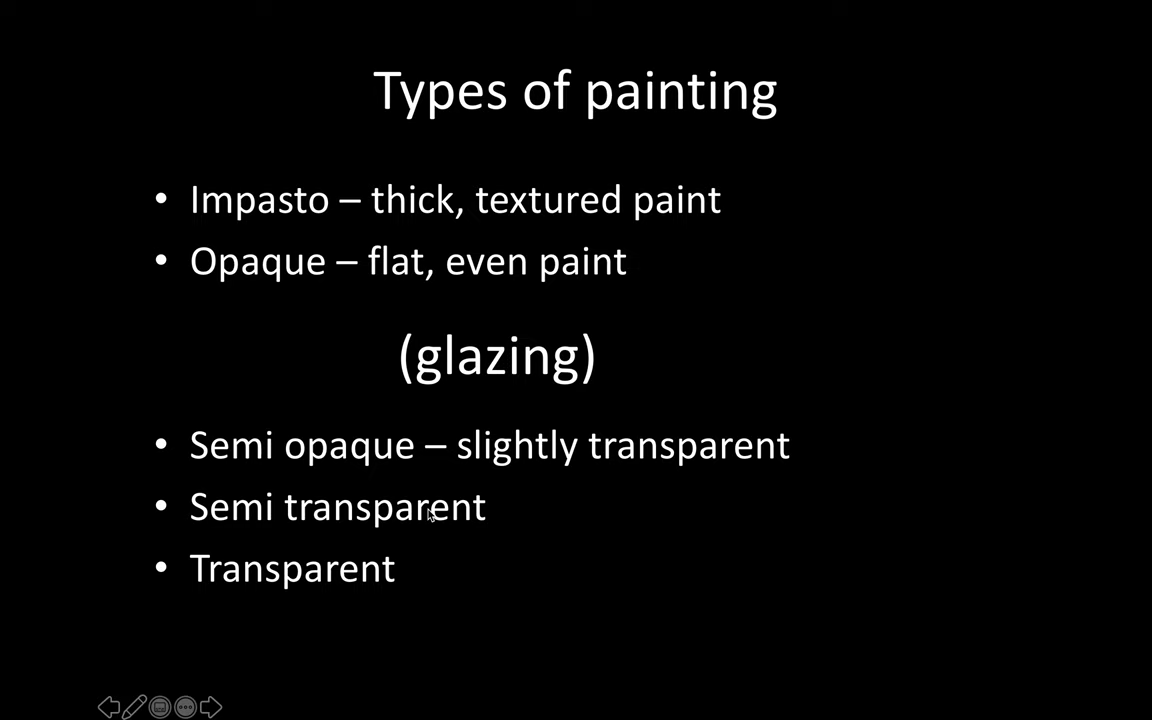 Types of painting
• Impasto – thick, textured paint
• Opaque – flat, even paint
(glazing)
• Semi opaque – slightly transparent
• Semi transparent
• Transparent